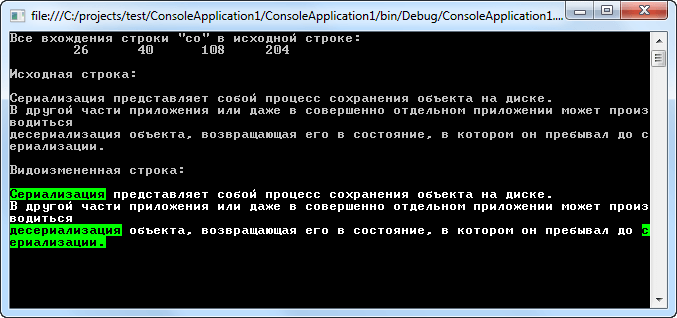 file:///C:/projects/test/ConsoleApplication1/ConsoleApplication1/bin/Debug/ConsoleApplication1....
Все вхождения строки "со" в исходной строке:
26 40 108 204
Исходная строка:
Сериализация представляет собой процесс сохранения объекта на диске.
В другой части приложения или даже в совершенно отдельном приложении может произ
водиться
десериализация объекта, возвращающая его в состояние, в котором он пребывал до с
ериализации.
Видоизмененная строка:
Сериализация представляет собой процесс сохранения объекта на диске.
В другой части приложения или даже в совершенно отдельном приложении может произ
водиться
десериализация объекта, возвращающая его в состояние, в котором он пребывал до с
ериализации.